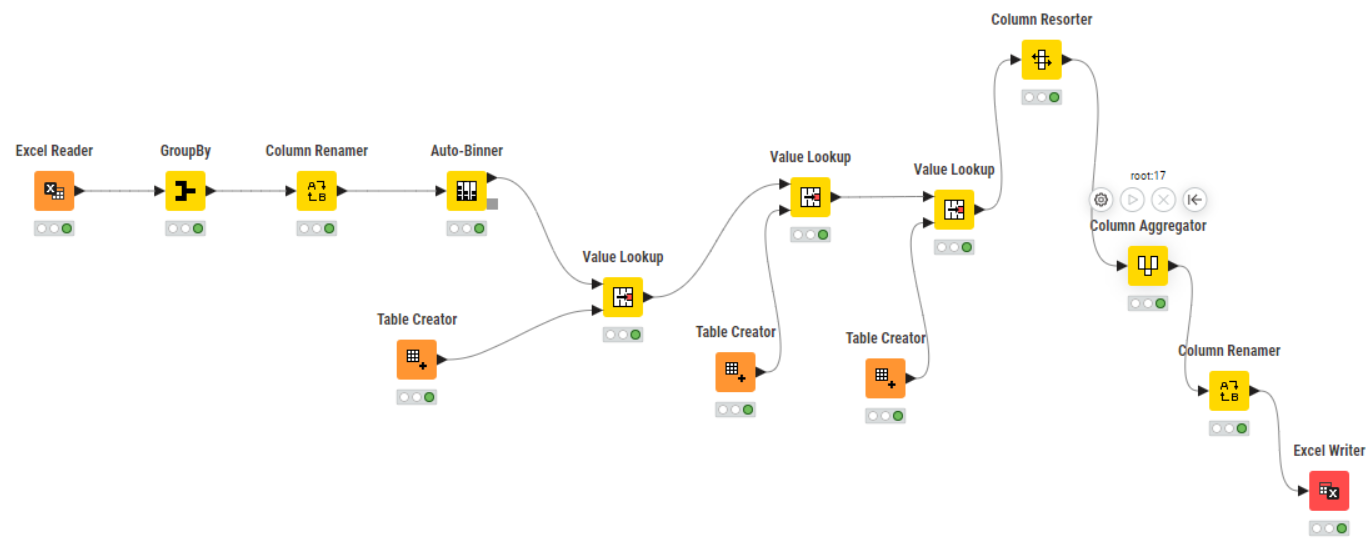 Column Resorter
Excel Reader
GroupBy
Column Renamer
Auto-Binner
Value Lookup
Value Lookup
root:17
Column Aggregator
Value Lookup
Table Creator
Table Creator
Table Creator
Column Renamer
Excel Writer